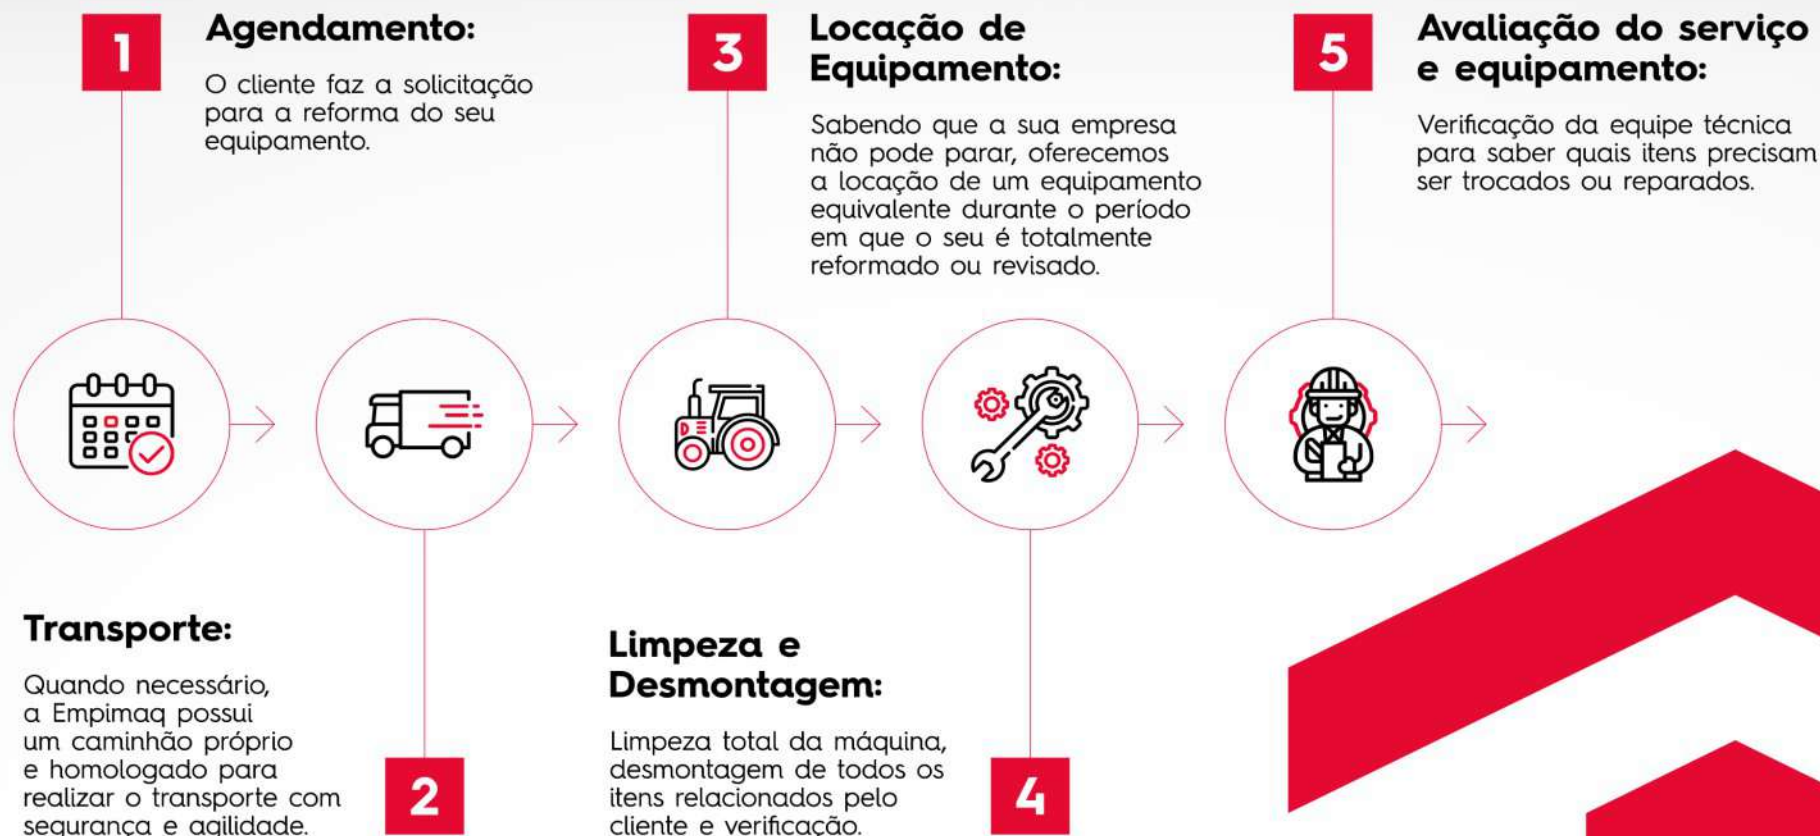 1
Agendamento:
O cliente faz a solicitação
para a reforma do seu
equipamento.
Transporte:
Quando necessário,
a Empimaq possui
um caminhão próprio
e homologado para
realizar o transporte com
segurança e agilidade.
2
3
Locação de
Equipamento:
Sabendo que a sua empresa
não pode parar, oferecemos
a locação de um equipamento
equivalente durante o período
em que o seu é totalmente
reformado ou revisado.
Limpeza e
Desmontagem:
Limpeza total da máquina,
desmontagem de todos os
itens relacionados pelo
cliente e verificação.
4
5
Avaliação do serviço
e equipamento:
Verificação da equipe técnica
para saber quais itens precisam
ser trocados ou reparados.